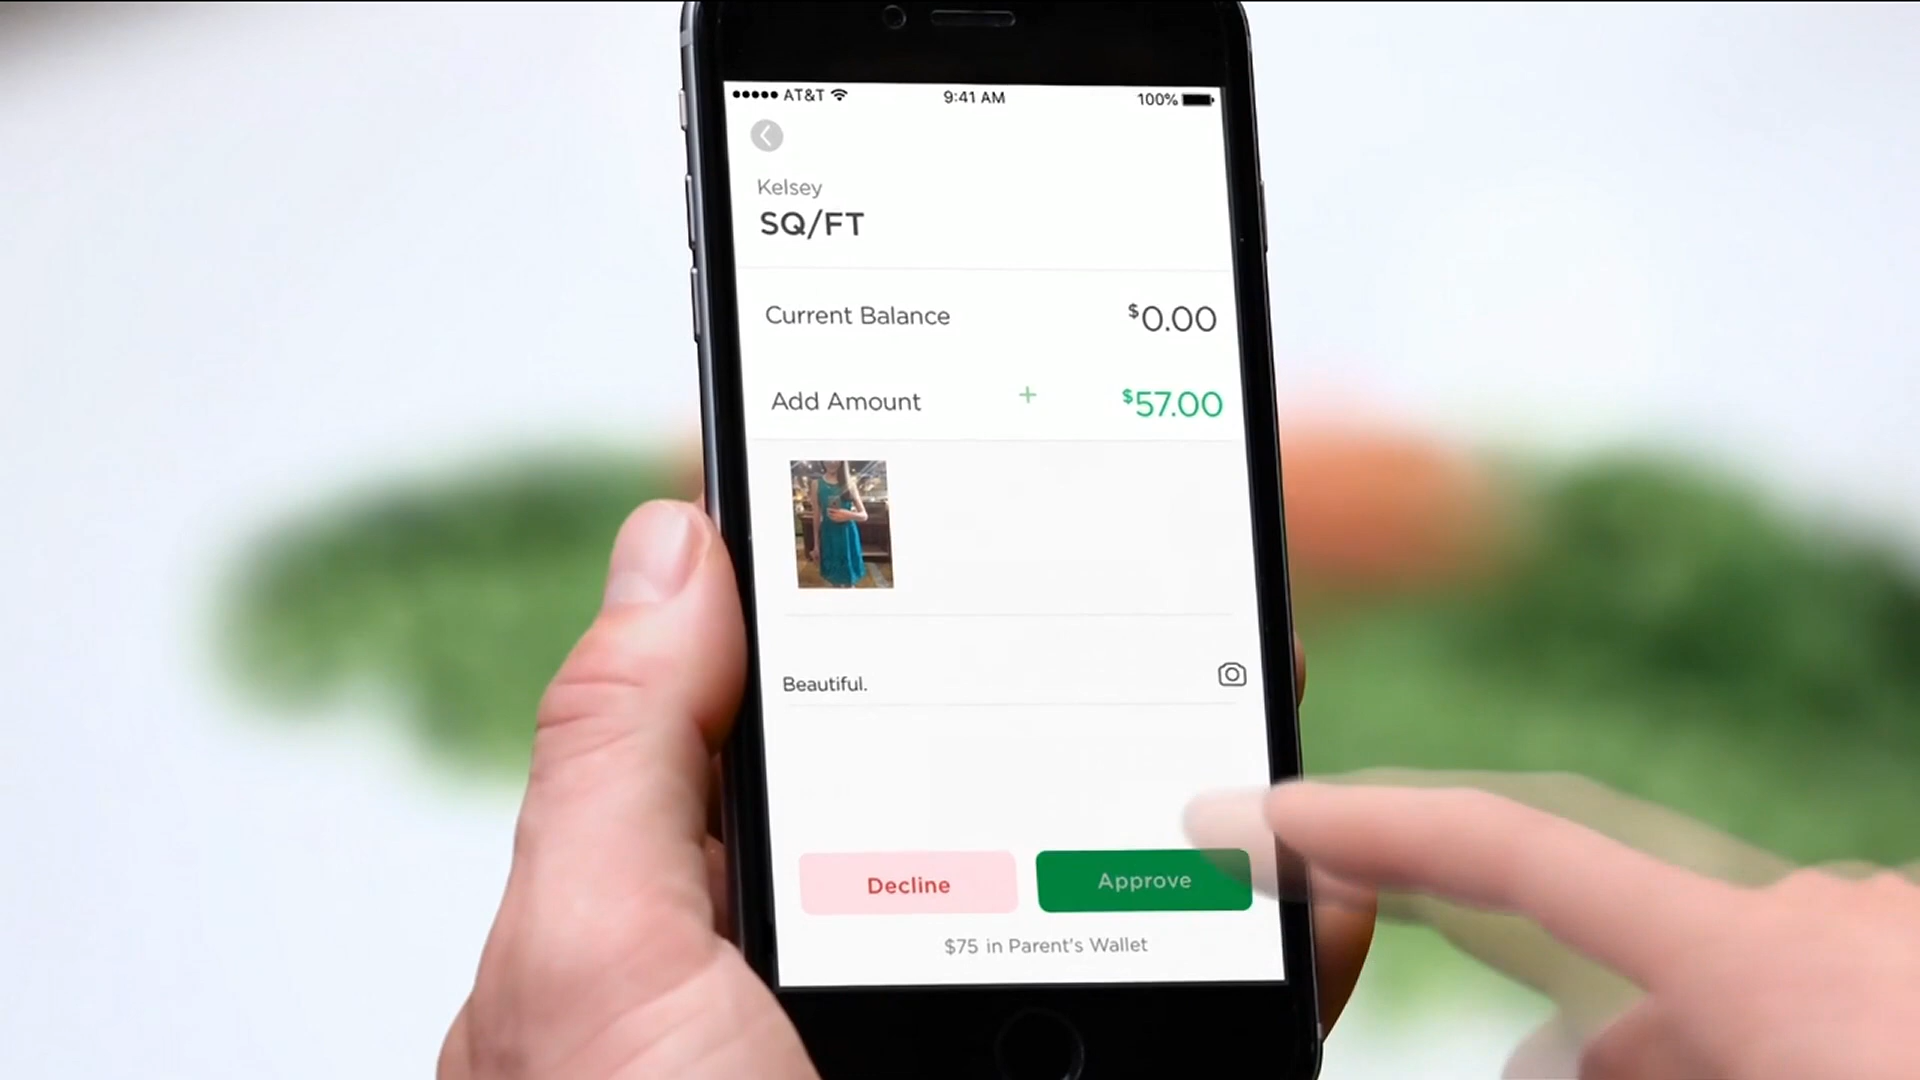 AT&T 9:41 AM 100%
Kelsey
SQ/FT
Current Balance $0.00
Add Amount + $57.00
Beautiful.
Decline Approve
$75 in Parent's Wallet